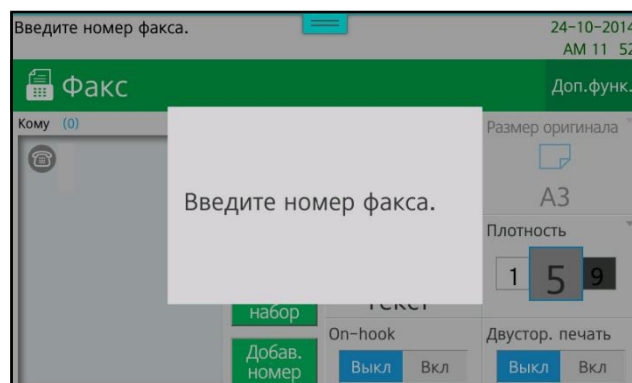 Введите номер факса.
24-10-2014
AM 11 52
Факс
Доп.функ.
Кому (0)
Размер оригинала
A3
Введите номер факса.
Плотность
1 5 9
набор
On-hook
Двустор. печать
Добав.
номер
Выкл Вкл
Выкл Вкл